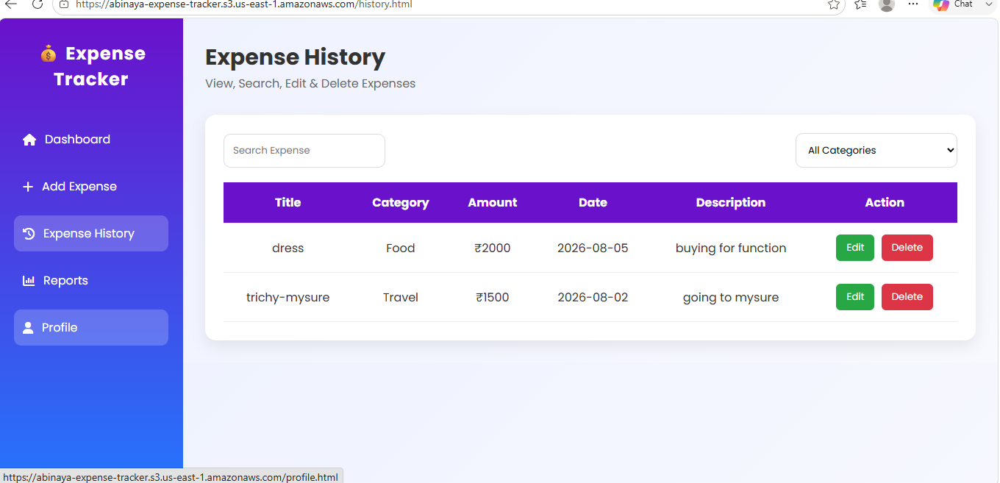 https://abinaya-expense-tracker.s3.us-east-1.amazonaws.com/history.html
Chat
Expense
Tracker
Dashboard
Add Expense
Expense History
Reports
Profile
Expense History
View, Search, Edit & Delete Expenses
Search Expense
All Categories
Title Category Amount Date Description Action
dress Food ₹2000 2026-08-05 buying for function Edit Delete
trichy-mysure Travel ₹1500 2026-08-02 going to mysure Edit Delete
https://abinaya-expense-tracker.s3.us-east-1.amazonaws.com/profile.html